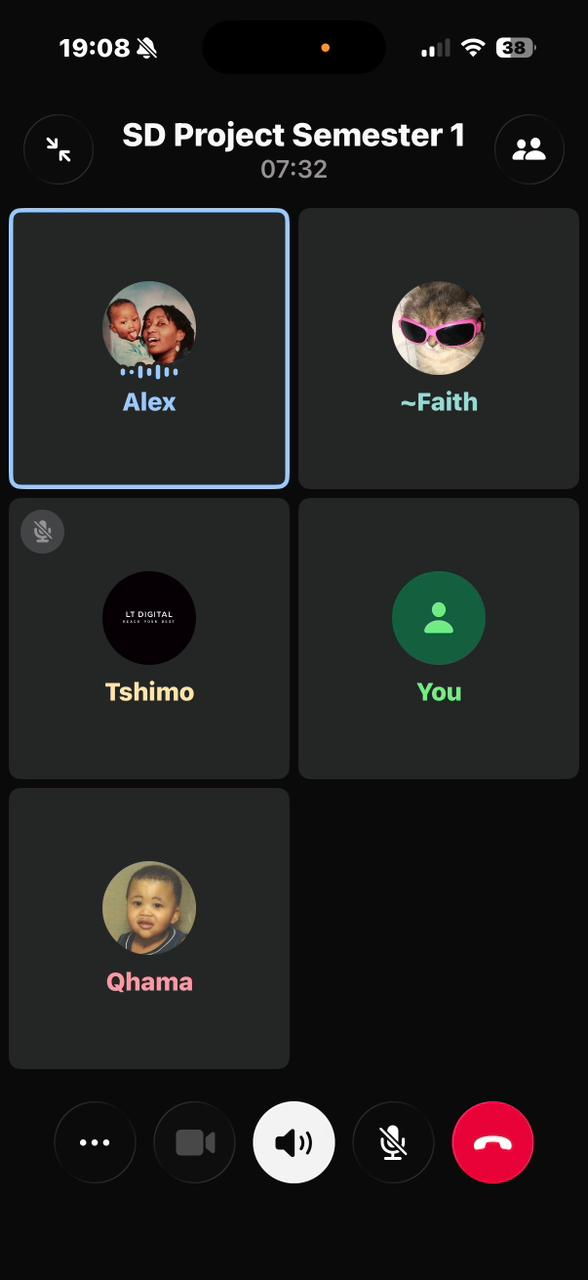 19:08
38
SD Project Semester 1
07:32
Alex
~Faith
LT DIGITAL
REACH YOUR BEST
Tshimo
You
Qhama